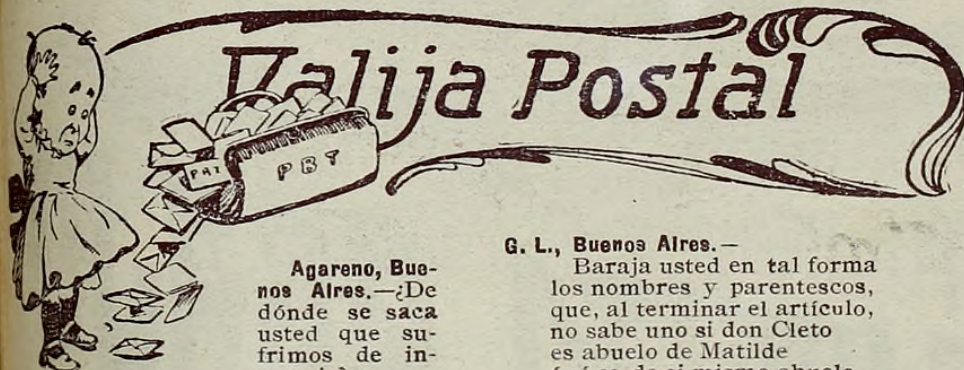 Valija Postal
PBT
PBT
Agareno, Bue-
nos Aires.—¿De
dónde se saca
usted que su-
frimos de in-
G. L., Buenos Aires.—
Baraja usted en tal forma
los nombres y parentescos,
que, al terminar el artículo,
no sabe uno si don Cleto
es abuelo de Matilde